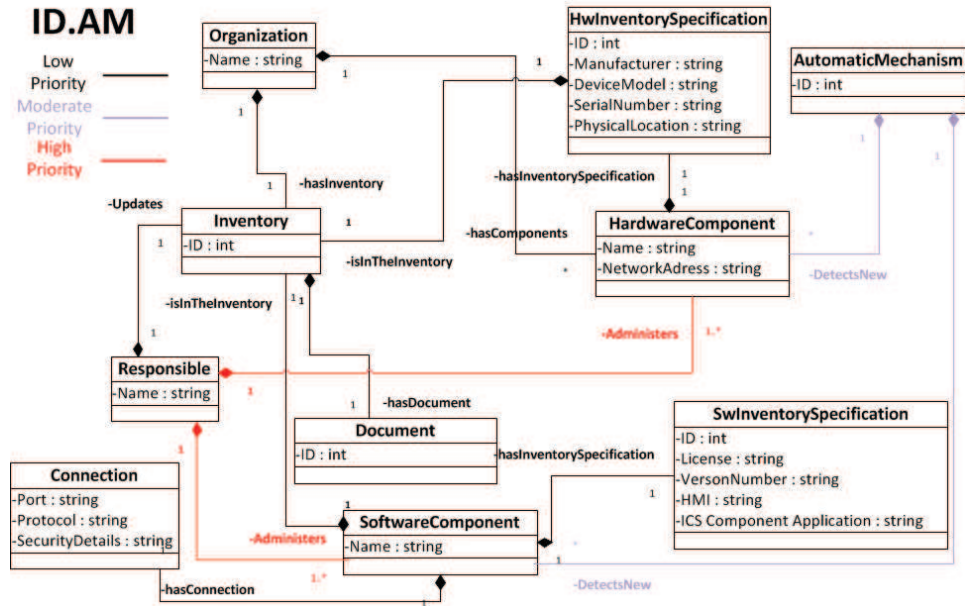 ID.AM
Low
Priority
Moderate
Priority
High
Priority
Organization
-Name : string
1
1
HwInventorySpecification
-ID : int
-Manufacturer : string
-DeviceModel : string
-SerialNumber : string
-PhysicalLocation : string
1
AutomaticMechanism
-ID : int
1
1
-hasInventorySpecification
1
1
-hasInventory
1
-Updates
1
Inventory
-ID : int
1
-isInTheInventory
-hasComponents
*
HardwareComponent
-Name : string
-NetworkAdress : string
*
-DetectsNew
-isInTheInventory
1
1
1
-Administers
1..*
Responsible
-Name : string
1
1
-hasDocument
1
Document
-ID : int
-hasInventorySpecification
1
SwInventorySpecification
-ID : int
-License : string
-VersonNumber : string
-HMI : string
-ICS Component Application : string
Connection
-Port : string
-Protocol : string
-SecurityDetails : string
1
1
SoftwareComponent
-Name : string
-Administers
1..*
*
1
-DetectsNew
-hasConnection
1